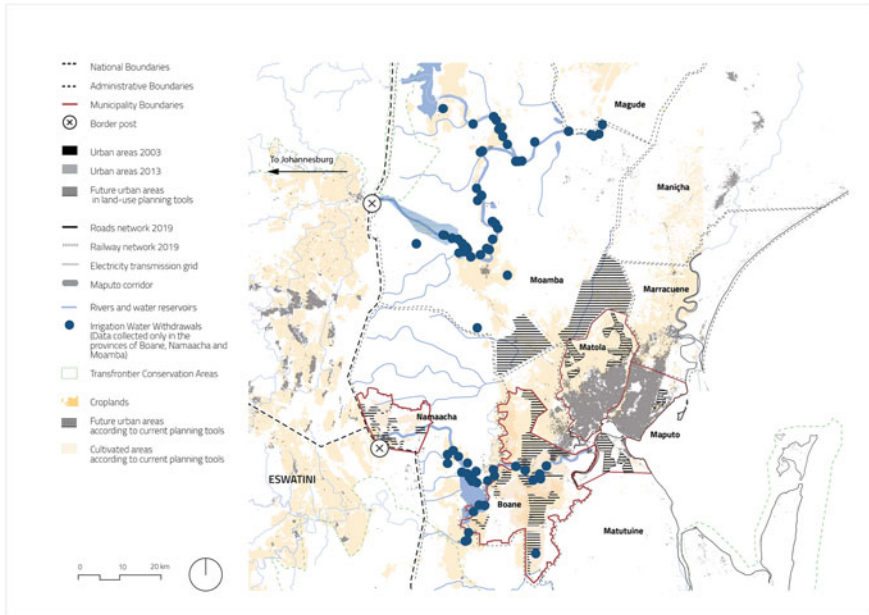 National Boundaries
Administrative Boundaries
Municipality Boundaries
Border post
Urban areas 2003
Urban areas 2013
Future urban areas
in land-use planning tools
Roads network 2019
Railway network 2019
Electricity transmission grid
Maputo corridor
Rivers and water reservoirs
Irrigation Water Withdrawals
(Data collected only in the
provinces of Boane, Namaacha and
Moamba)
Transfrontier Conservation Areas
Croplands
Future urban areas
according to current planning tools
Cultivated areas
according to current planning tools
0 10 20 km
To Johannesburg
Magude
Maniçha
Moamba
Marracuene
Matola
Namaacha
Maputo
ESWATINI
Boane
Matutuine